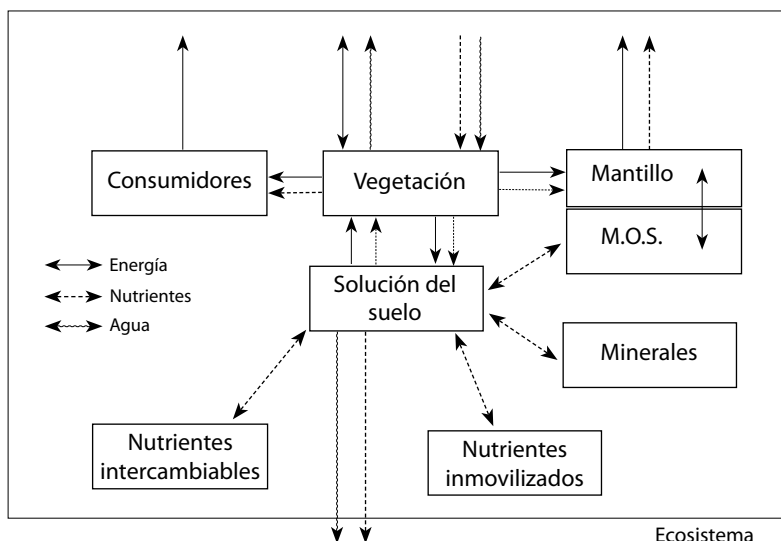 Consumidores
Vegetación
Mantillo
M.O.S.
Energía
Nutrientes
Agua
Solución del
suelo
Minerales
Nutrientes
intercambiables
Nutrientes
inmovilizados
Ecosistema